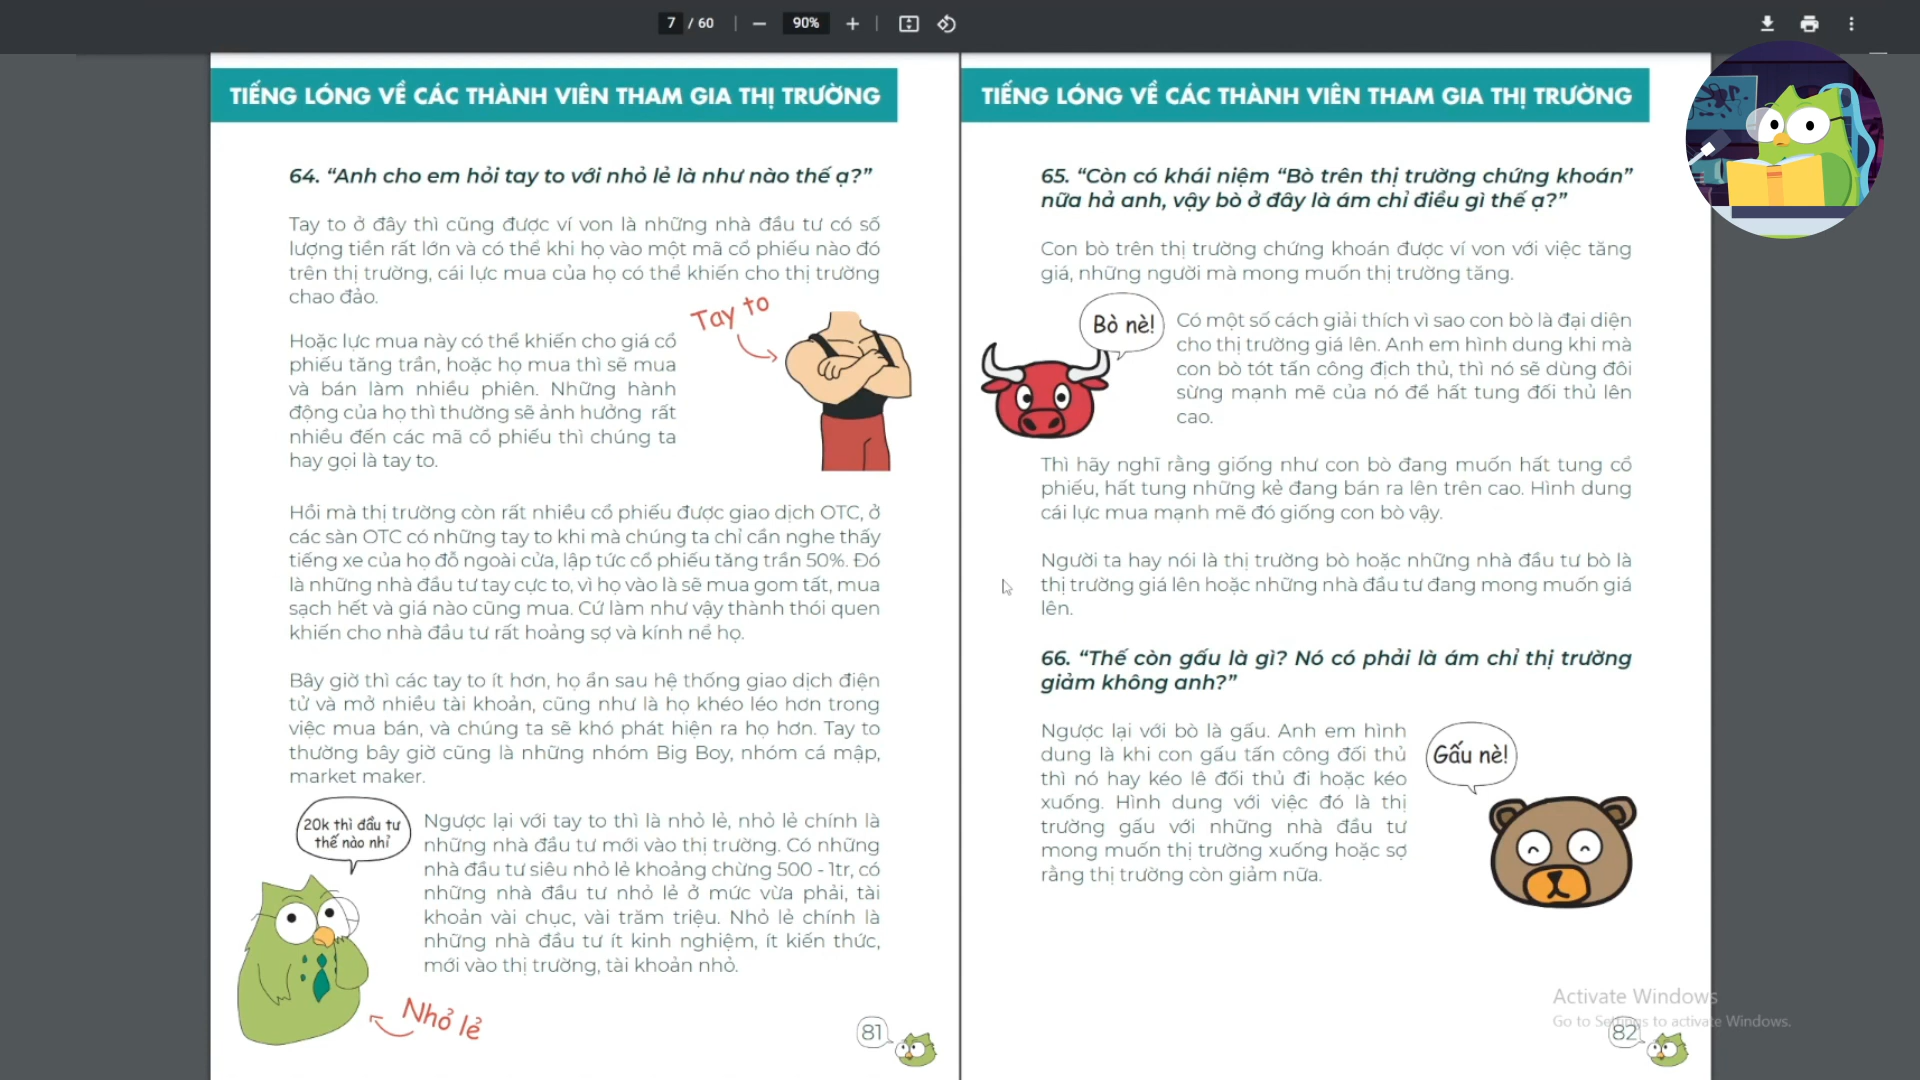 7 / 60
90%
TIẾNG LÓNG VỀ CÁC THÀNH VIÊN THAM GIA THỊ TRƯỜNG
64. “Anh cho em hỏi tay to với nhỏ lẻ là như nào thế ạ?”
Tay to ở đây thì cũng được ví von là những nhà đầu tư có số
lượng tiền rất lớn và có thể khi họ vào một mã cổ phiếu nào đó
trên thị trường, cái lực mua của họ có thể khiến cho thị trường
chao đảo.
Tay to
Hoặc lực mua này có thể khiến cho giá cổ
phiếu tăng trần, hoặc họ mua thì sẽ mua
và bán làm nhiều phiên. Những hành
động của họ thì thường sẽ ảnh hưởng rất
nhiều đến các mã cổ phiếu thì chúng ta
hay gọi là tay to.
Hồi mà thị trường còn rất nhiều cổ phiếu được giao dịch OTC, ở
các sàn OTC có những tay to khi mà chúng ta chỉ cần nghe thấy
tiếng xe của họ đỗ ngoài cửa, lập tức cổ phiếu tăng trần 50%. Đó
là những nhà đầu tư tay cực to, vì họ vào là sẽ mua gom tất, mua
sạch hết và giá nào cũng mua. Cứ làm như vậy thành thói quen
khiến cho nhà đầu tư rất hoảng sợ và kính nể họ.
Bây giờ thì các tay to ít hơn, họ ẩn sau hệ thống giao dịch điện
tử và mở nhiều tài khoản, cũng như là họ khéo léo hơn trong
việc mua bán, và chúng ta sẽ khó phát hiện ra họ hơn. Tay to
thường bây giờ cũng là những nhóm Big Boy, nhóm cá mập,
market maker.
20k thì đầu tư
thế nào nhỉ
Ngược lại với tay to thì là nhỏ lẻ, nhỏ lẻ chính là
những nhà đầu tư mới vào thị trường. Có những
nhà đầu tư siêu nhỏ lẻ khoảng chừng 500 - 1tr, có
những nhà đầu tư nhỏ lẻ ở mức vừa phải, tài
khoản vài chục, vài trăm triệu. Nhỏ lẻ chính là
những nhà đầu tư ít kinh nghiệm, ít kiến thức,
mới vào thị trường, tài khoản nhỏ.
Nhỏ lẻ
81
TIẾNG LÓNG VỀ CÁC THÀNH VIÊN THAM GIA THỊ TRƯỜNG
65. “Còn có khái niệm “Bò trên thị trường chứng khoán”
nữa hả anh, vậy bò ở đây là ám chỉ điều gì thế ạ?”
Con bò trên thị trường chứng khoán được ví von với việc tăng
giá, những người mà mong muốn thị trường tăng.
Bò nè!
Có một số cách giải thích vì sao con bò là đại diện
cho thị trường giá lên. Anh em hình dung khi mà
con bò tót tấn công địch thủ, thì nó sẽ dùng đôi
sừng mạnh mẽ của nó để hất tung đối thủ lên
cao.
Thì hãy nghĩ rằng giống như con bò đang muốn hất tung cổ
phiếu, hất tung những kẻ đang bán ra lên trên cao. Hình dung
cái lực mua mạnh mẽ đó giống con bò vậy.
Người ta hay nói là thị trường bò hoặc những nhà đầu tư bò là
thị trường giá lên hoặc những nhà đầu tư đang mong muốn giá
lên.
66. “Thế còn gấu là gì? Nó có phải là ám chỉ thị trường
giảm không anh?”
Ngược lại với bò là gấu. Anh em hình
dung là khi con gấu tấn công đối thủ
thì nó hay kéo lê đối thủ đi hoặc kéo
xuống. Hình dung với việc đó là thị
trường gấu với những nhà đầu tư
mong muốn thị trường xuống hoặc sợ
rằng thị trường còn giảm nữa.
Gấu nè!
Activate Windows
Go to Settings to activate Windows.
82